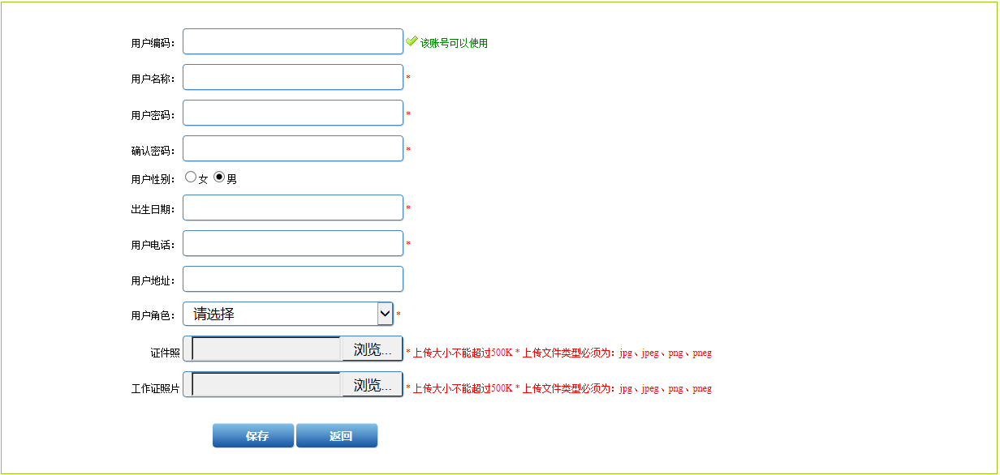 用户编码： 该账号可以使用
用户名称： *
用户密码： *
确认密码： *
用户性别： 女 男
出生日期： *
用户电话： *
用户地址：
用户角色： 请选择 *
证件照 浏览... * 上传大小不能超过500K * 上传文件类型必须为：jpg、jpeg、png、pneg
工作证照片 浏览... * 上传大小不能超过500K * 上传文件类型必须为：jpg、jpeg、png、pneg
保存 返回